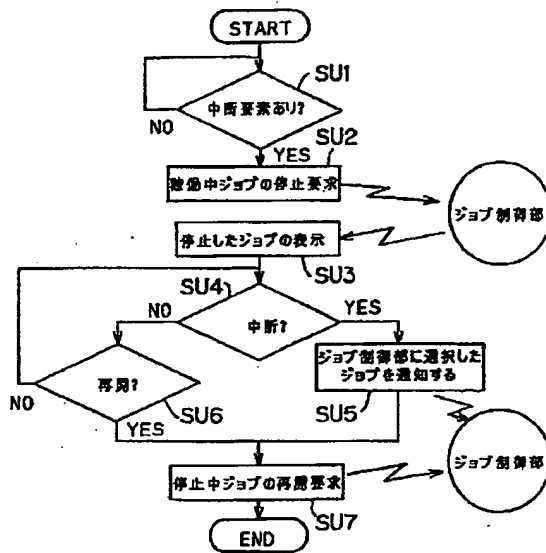 START
SU1
中断要素あり?
NO
YES
SU2
稼働中ジョブの停止要求
ジョブ制御部
停止したジョブの表示
SU3
SU4
NO
YES
中断?
ジョブ制御部に選択した
ジョブを通知する
再開?
NO
SU6
SU5
YES
ジョブ制御部
停止中ジョブの再開要求
SU7
END